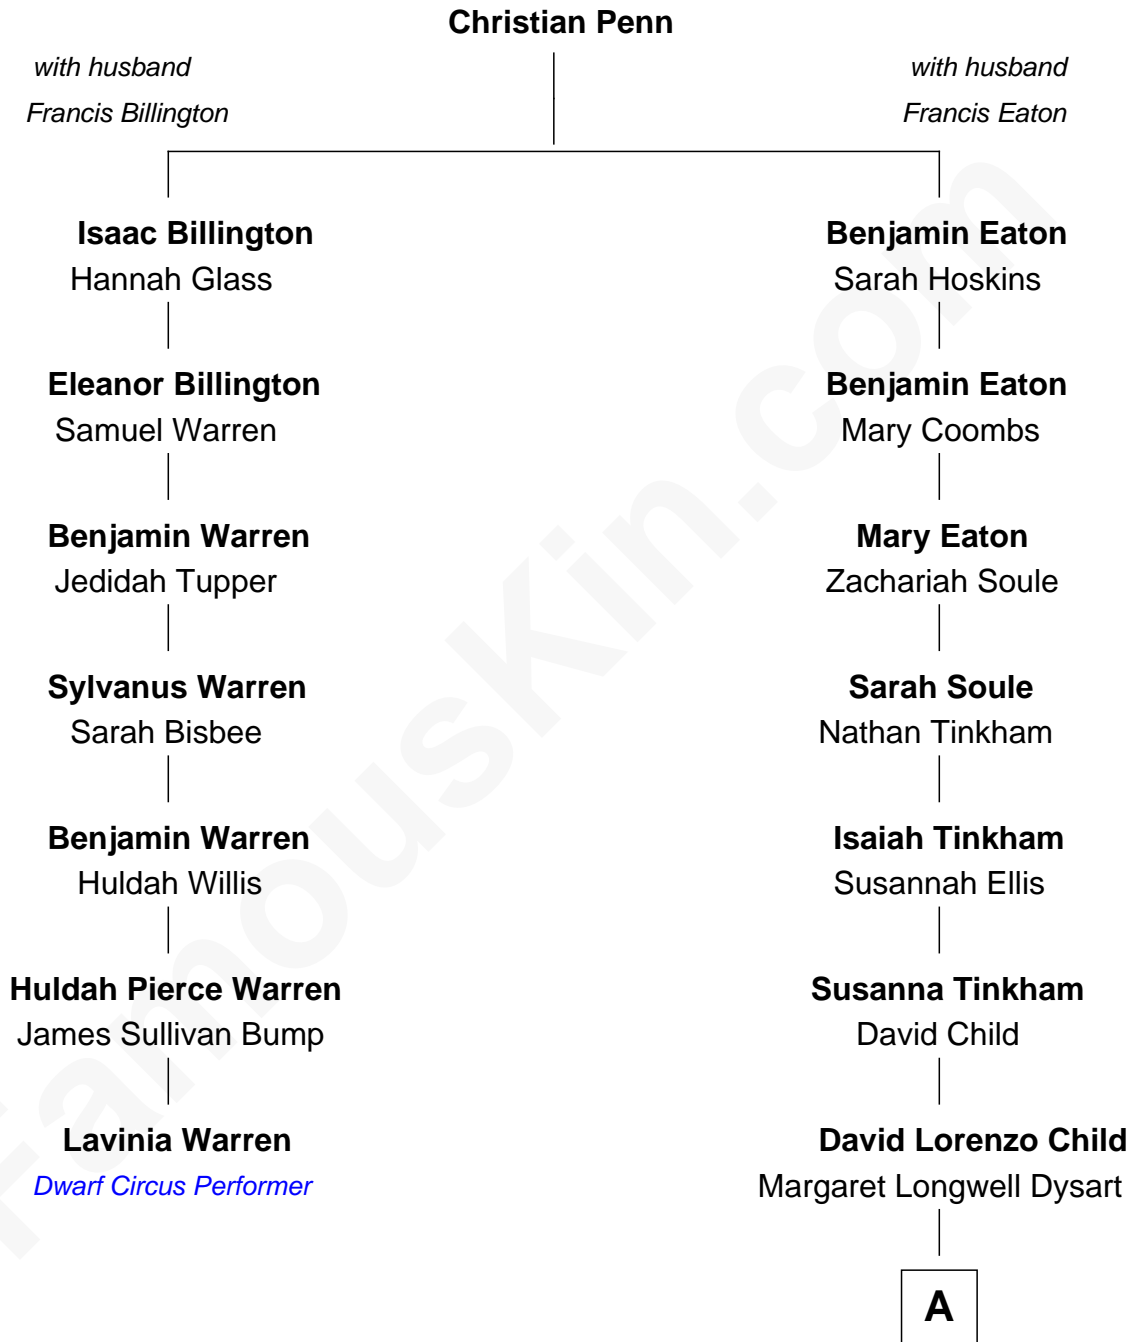 Christian Penn
with husband
Francis Billington
with husband
Francis Eaton
Isaac Billington
Hannah Glass
Benjamin Eaton
Sarah Hoskins
Eleanor Billington
Samuel Warren
Benjamin Eaton
Mary Coombs
Benjamin Warren
Jedidah Tupper
Mary Eaton
Zachariah Soule
Sylvanus Warren
Sarah Bisbee
Sarah Soule
Nathan Tinkham
Benjamin Warren
Huldah Willis
Isaiah Tinkham
Susannah Ellis
Huldah Pierce Warren
James Sullivan Bump
Susanna Tinkham
David Child
Lavinia Warren
Dwarf Circus Performer
David Lorenzo Child
Margaret Longwell Dysart
A
FamousKin.com